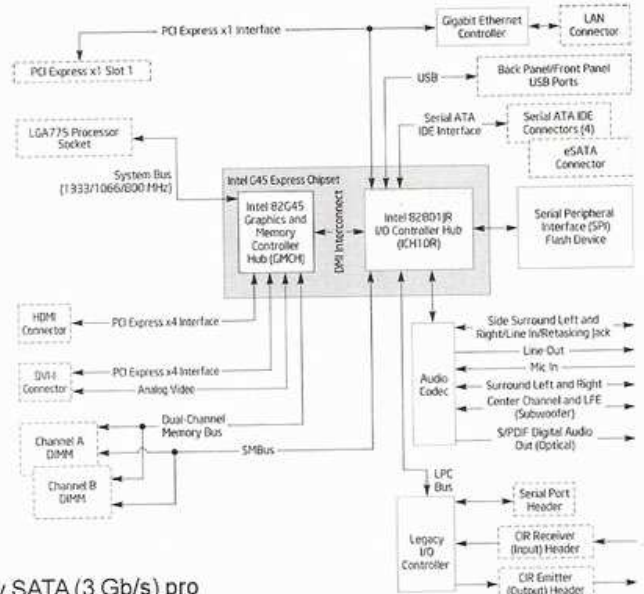 PCI Express x1 Interface
Gigabit Ethernet
Controller
LAN
Connector
PCI Express x1 Slot 1
USB
Back Panel/Front Panel
USB Ports
LGA775 Processor
Socket
Serial ATA
IDE Interface
Serial ATA IDE
Connectors (4)
eSATA
Connector
System Bus
(1333/1066/800 MHz)
Intel G45 Express Chipset
Intel 82G45
Graphics and
Memory
Controller
Hub (GMCH)
DMI Interconnect
Intel 82801JR
I/O Controller Hub
(ICH10R)
Serial Peripheral
Interface (SPI)
Flash Device
HDMI
Connector
PCI Express x4 Interface
DVI-I
Connector
PCI Express x4 Interface
Analog Video
Audio
Codec
Side Surround Left and
Right/Line In/Retasking Jack
Line Out
Mic In
Surround Left and Right
Center Channel and LFE
(Subwoofer)
S/PDIF Digital Audio
Out (Optical)
Channel A
DIMM
Channel B
DIMM
Dual-Channel
Memory Bus
SMBus
LPC
Bus
Legacy
I/O
Controller
Serial Port
Header
CIR Receiver
(Input) Header
CIR Emitter
(Output) Header
SATA (3 Gb/s) pro